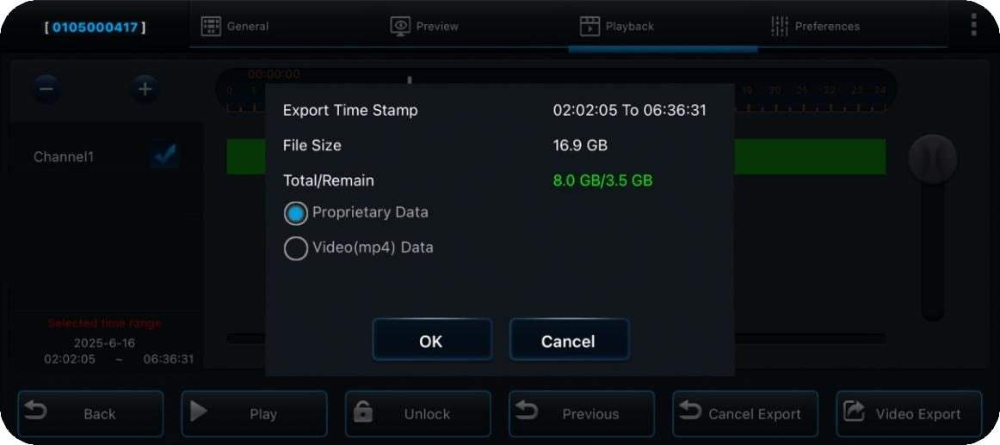 [ 0105000417 ]
General
Preview
Playback
Preferences
00:00:00
0 1 19 20 21 22 23 24
Export Time Stamp 02:02:05 To 06:36:31
File Size 16.9 GB
Channel1
Total/Remain 8.0 GB/3.5 GB
Proprietary Data
Video(mp4) Data
Selected time range
2025-6-16
02:02:05 ~ 06:36:31
OK
Cancel
Back
Play
Unlock
Previous
Cancel Export
Video Export